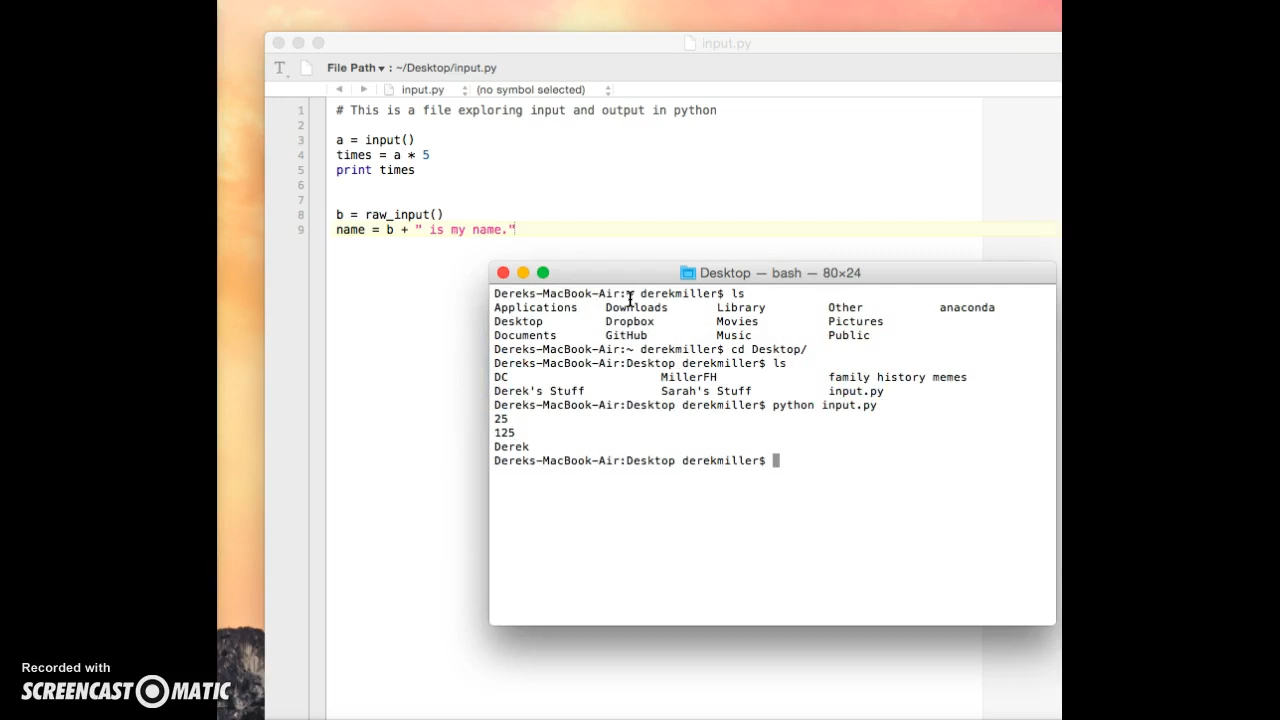 input.py
File Path ▾ : ~/Desktop/input.py
input.py (no symbol selected)
1 # This is a file exploring input and output in python
2
3 a = input()
4 times = a * 5
5 print times
6
7
8 b = raw_input()
9 name = b + " is my name."
Desktop — bash — 80×24
Dereks-MacBook-Air:~ derekmiller$ ls
Applications Downloads Library Other anaconda
Desktop Dropbox Movies Pictures
Documents GitHub Music Public
Dereks-MacBook-Air:~ derekmiller$ cd Desktop/
Dereks-MacBook-Air:Desktop derekmiller$ ls
DC MillerFH family history memes
Derek's Stuff Sarah's Stuff input.py
Dereks-MacBook-Air:Desktop derekmiller$ python input.py
25
125
Derek
Dereks-MacBook-Air:Desktop derekmiller$
Recorded with
SCREENCAST-O-MATIC